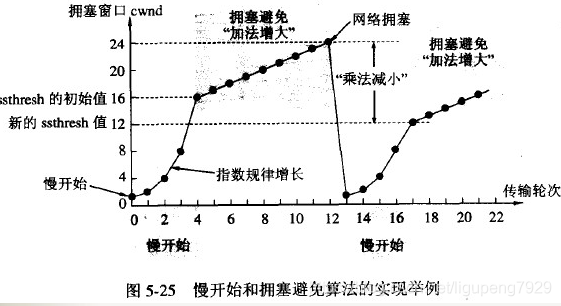 拥塞窗口 cwnd
拥塞避免
“加法增大”
网络拥塞
拥塞避免
“加法增大”
“乘法减小”
24
20
ssthresh 的初始值
16
新的 ssthresh 值
12
8
4
0
慢开始
指数规律增长
传输轮次
0 2 4 6 8 10 12 14 16 18 20 22
慢开始
慢开始
图 5-25 慢开始和拥塞避免算法的实现举例
net/ligupeng7929